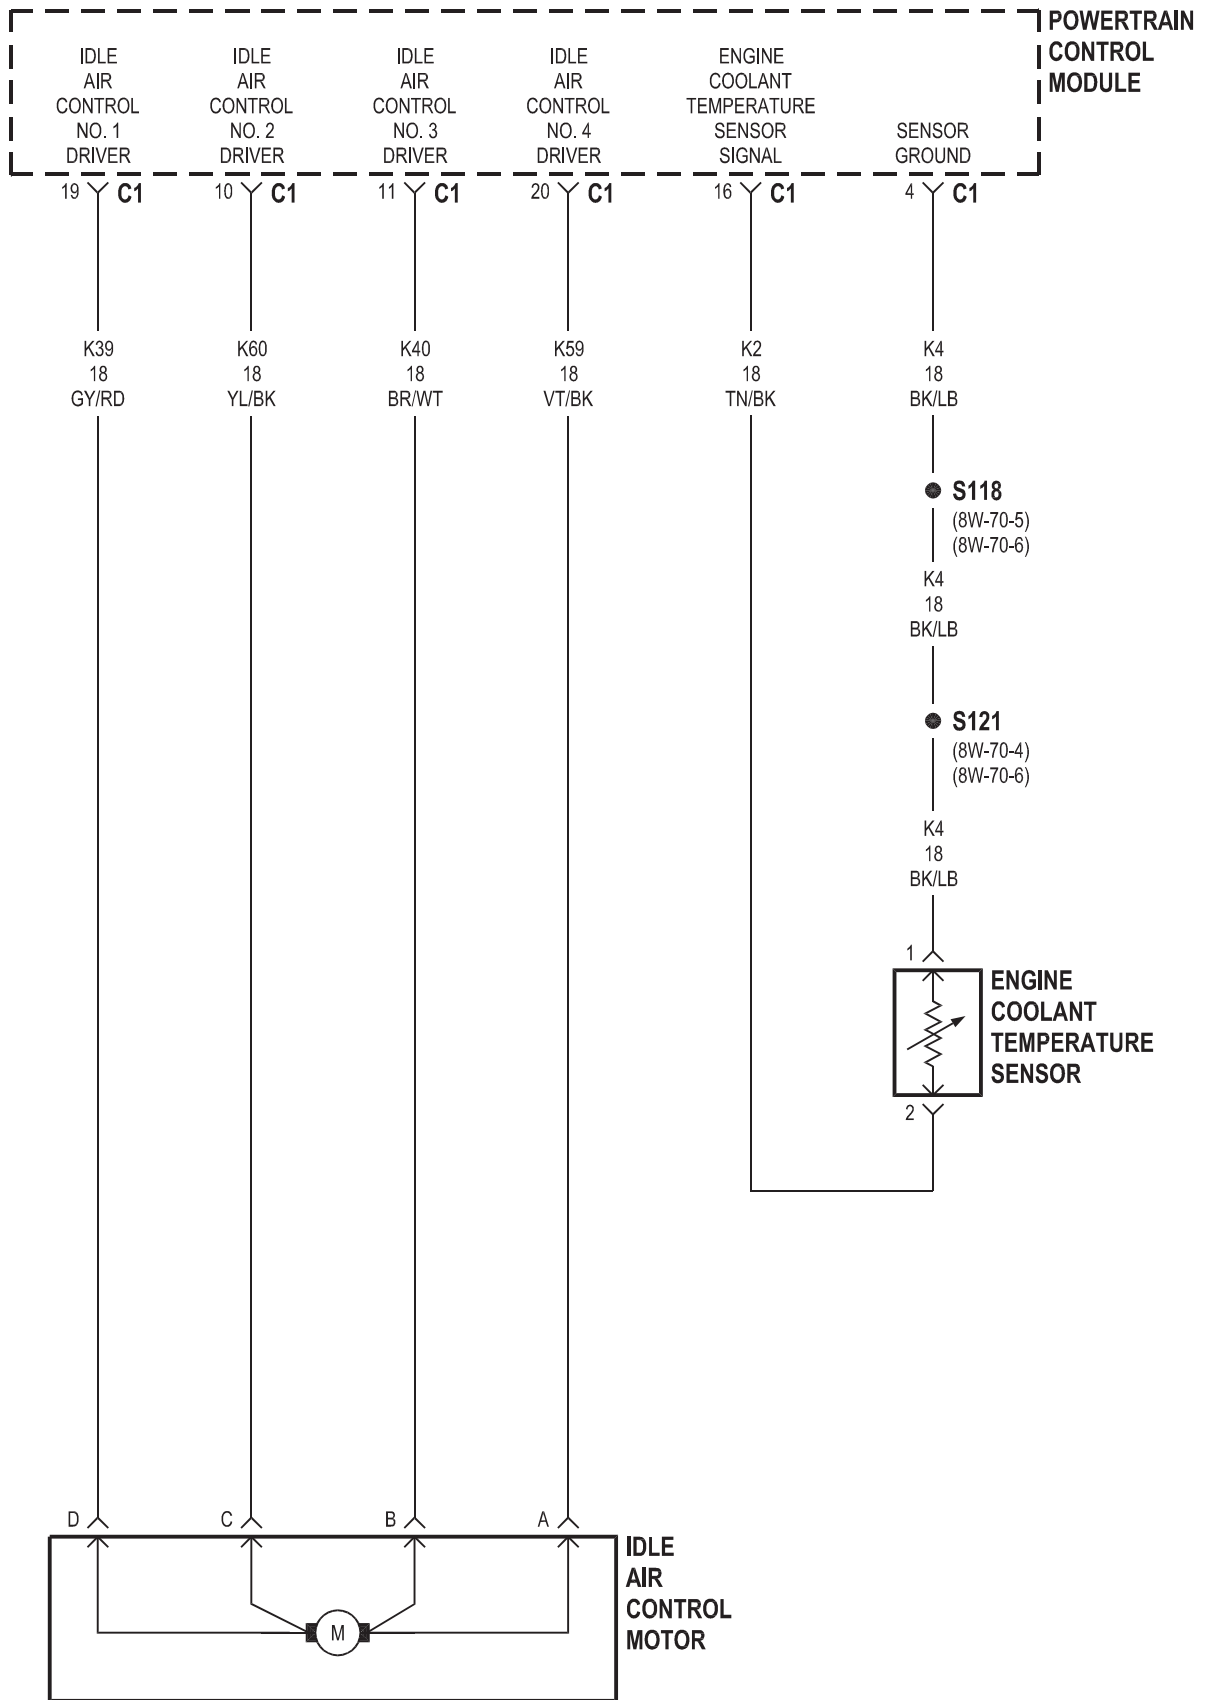 POWERTRAIN
CONTROL
MODULE
IDLE
AIR
CONTROL
NO. 1
DRIVER
IDLE
AIR
CONTROL
NO. 2
DRIVER
IDLE
AIR
CONTROL
NO. 3
DRIVER
IDLE
AIR
CONTROL
NO. 4
DRIVER
ENGINE
COOLANT
TEMPERATURE
SENSOR
SIGNAL
SENSOR
GROUND
19 C1
10 C1
11 C1
20 C1
16 C1
4 C1
K39
18
GY/RD
K60
18
YL/BK
K40
18
BR/WT
K59
18
VT/BK
K2
18
TN/BK
K4
18
BK/LB
S118
(8W-70-5)
(8W-70-6)
K4
18
BK/LB
S121
(8W-70-4)
(8W-70-6)
K4
18
BK/LB
1
ENGINE
COOLANT
TEMPERATURE
SENSOR
2
D
C
B
A
IDLE
AIR
CONTROL
MOTOR
M